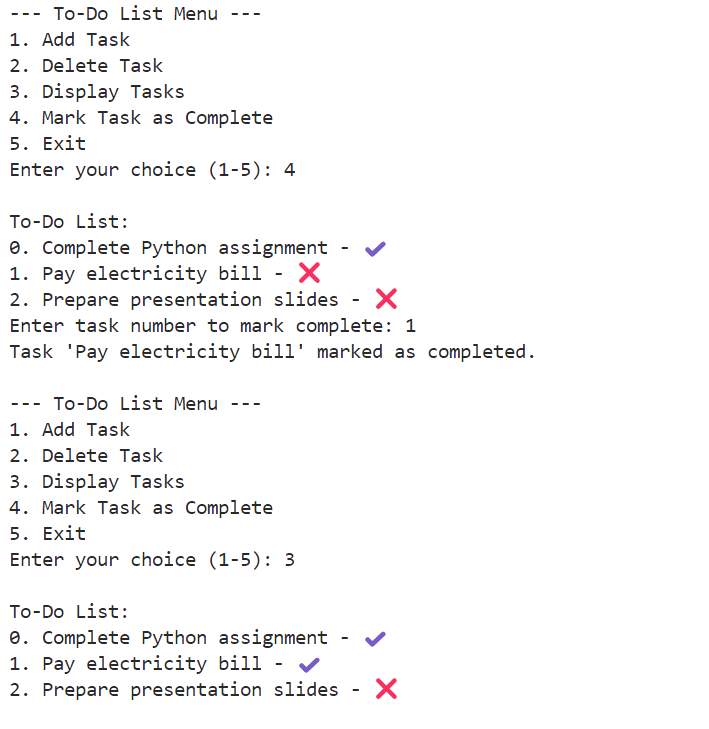 --- To-Do List Menu ---
1. Add Task
2. Delete Task
3. Display Tasks
4. Mark Task as Complete
5. Exit
Enter your choice (1-5): 4
To-Do List:
0. Complete Python assignment - ✔
1. Pay electricity bill - ❌
2. Prepare presentation slides - ❌
Enter task number to mark complete: 1
Task 'Pay electricity bill' marked as completed.
--- To-Do List Menu ---
1. Add Task
2. Delete Task
3. Display Tasks
4. Mark Task as Complete
5. Exit
Enter your choice (1-5): 3
To-Do List:
0. Complete Python assignment - ✔
1. Pay electricity bill - ✔
2. Prepare presentation slides - ❌